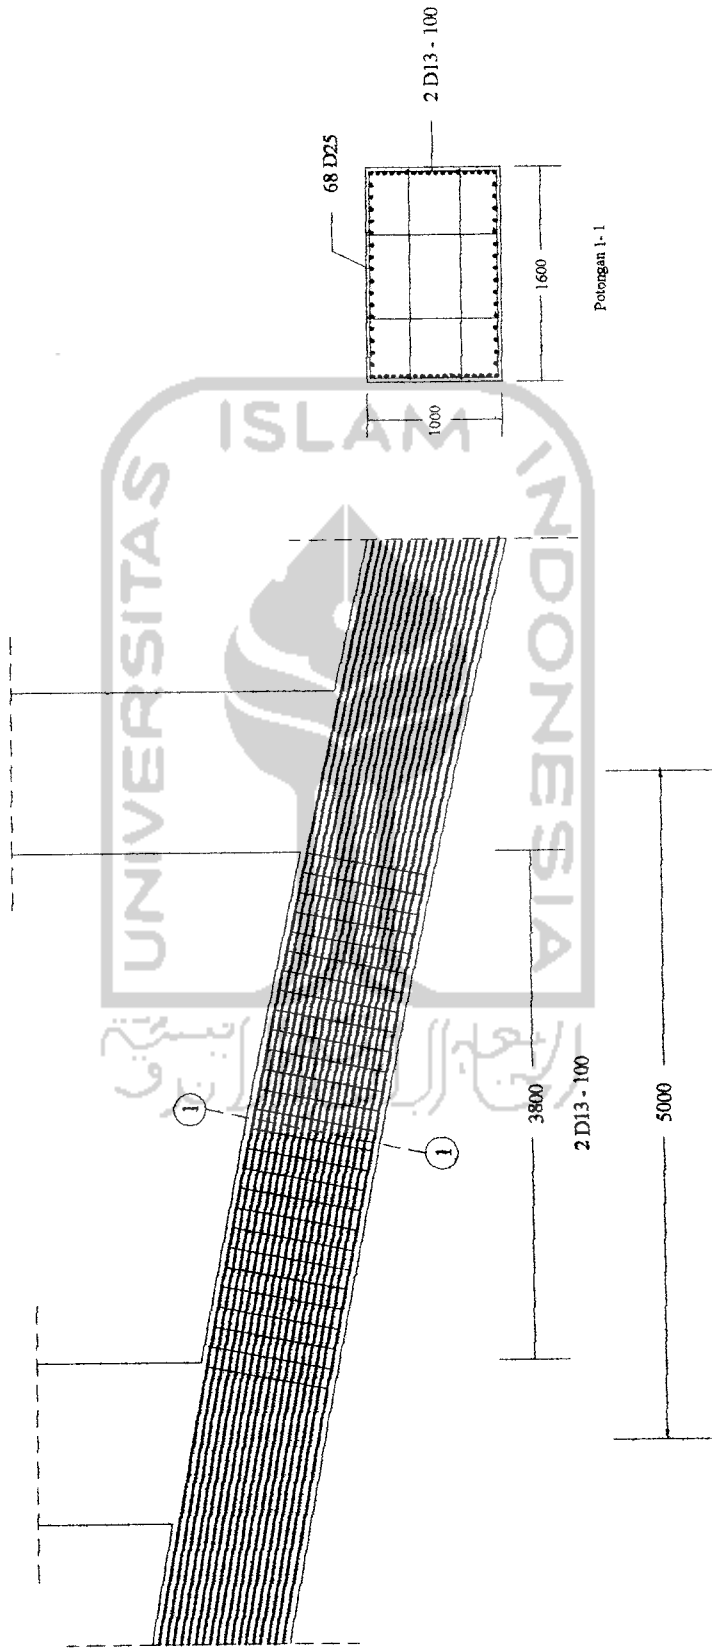 68 D25
2 D13 - 100
1000
1600
Potongan 1- 1
1
1
3800
2 D13 - 100
5000
UNIVERSITAS
ISLAM
INDONESIA